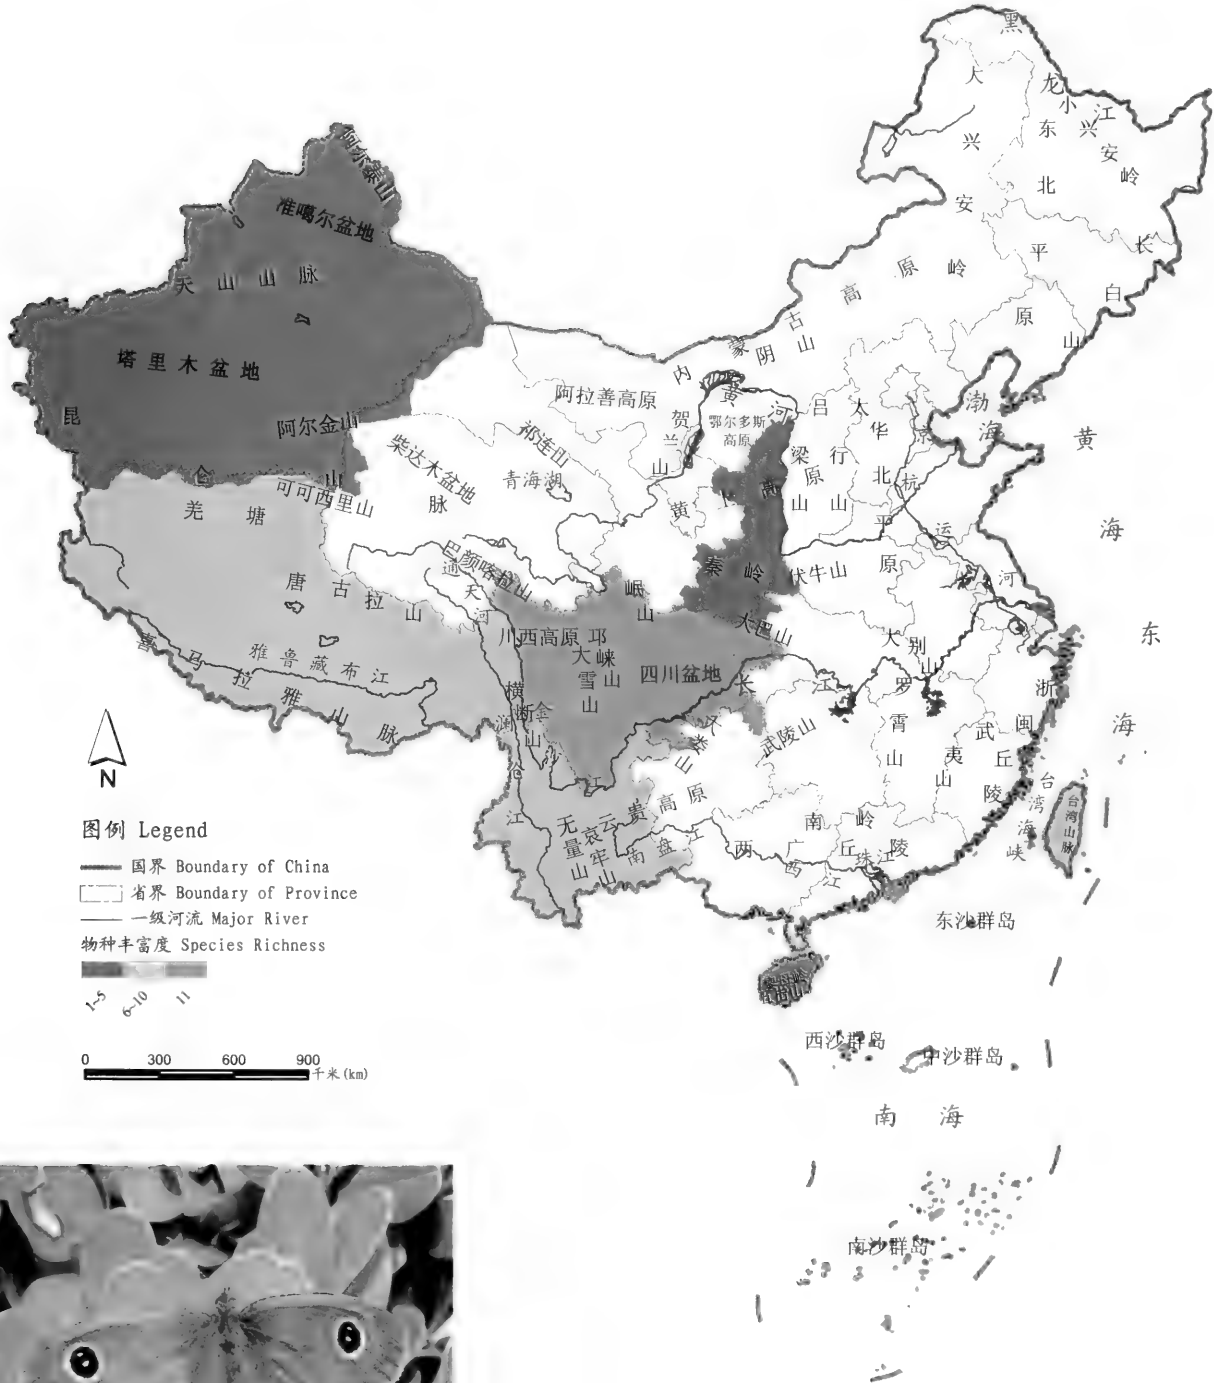 黑龙江
大兴安岭
小兴安岭
东北平原
长白山
阿尔泰山
准噶尔盆地
天山山脉
塔里木盆地
昆仑山
阿尔金山
内蒙古高原
阴山
阿拉善高原
贺兰山
黄河
鄂尔多斯
高原
吕梁山
太行山
华北平原
渤海
京杭运河
黄海
祁连山
柴达木盆地
青海湖
脉
黄土高原
可可西里山
羌塘
巴颜喀拉山
通天河
唐古拉山
岷山
秦岭
伏牛山
大巴山
川西高原
邛崃山
大雪山
四川盆地
大别山
东海
喜马拉雅山脉
雅鲁藏布江
横断山
澜沧江
金
江
长江
武陵山
娄山
罗霄山
武夷山
浙闽丘陵
台湾海峡
台湾山脉
无量山
哀牢山
云贵高原
南盘江
南岭
两广丘陵
西江
珠江
N
图例 Legend
国界 Boundary of China
省界 Boundary of Province
一级河流 Major River
物种丰富度 Species Richness
1~5
6~10
11
0 300 600 900
千米(km)
东沙群岛
西沙群岛
中沙群岛
南海
南沙群岛